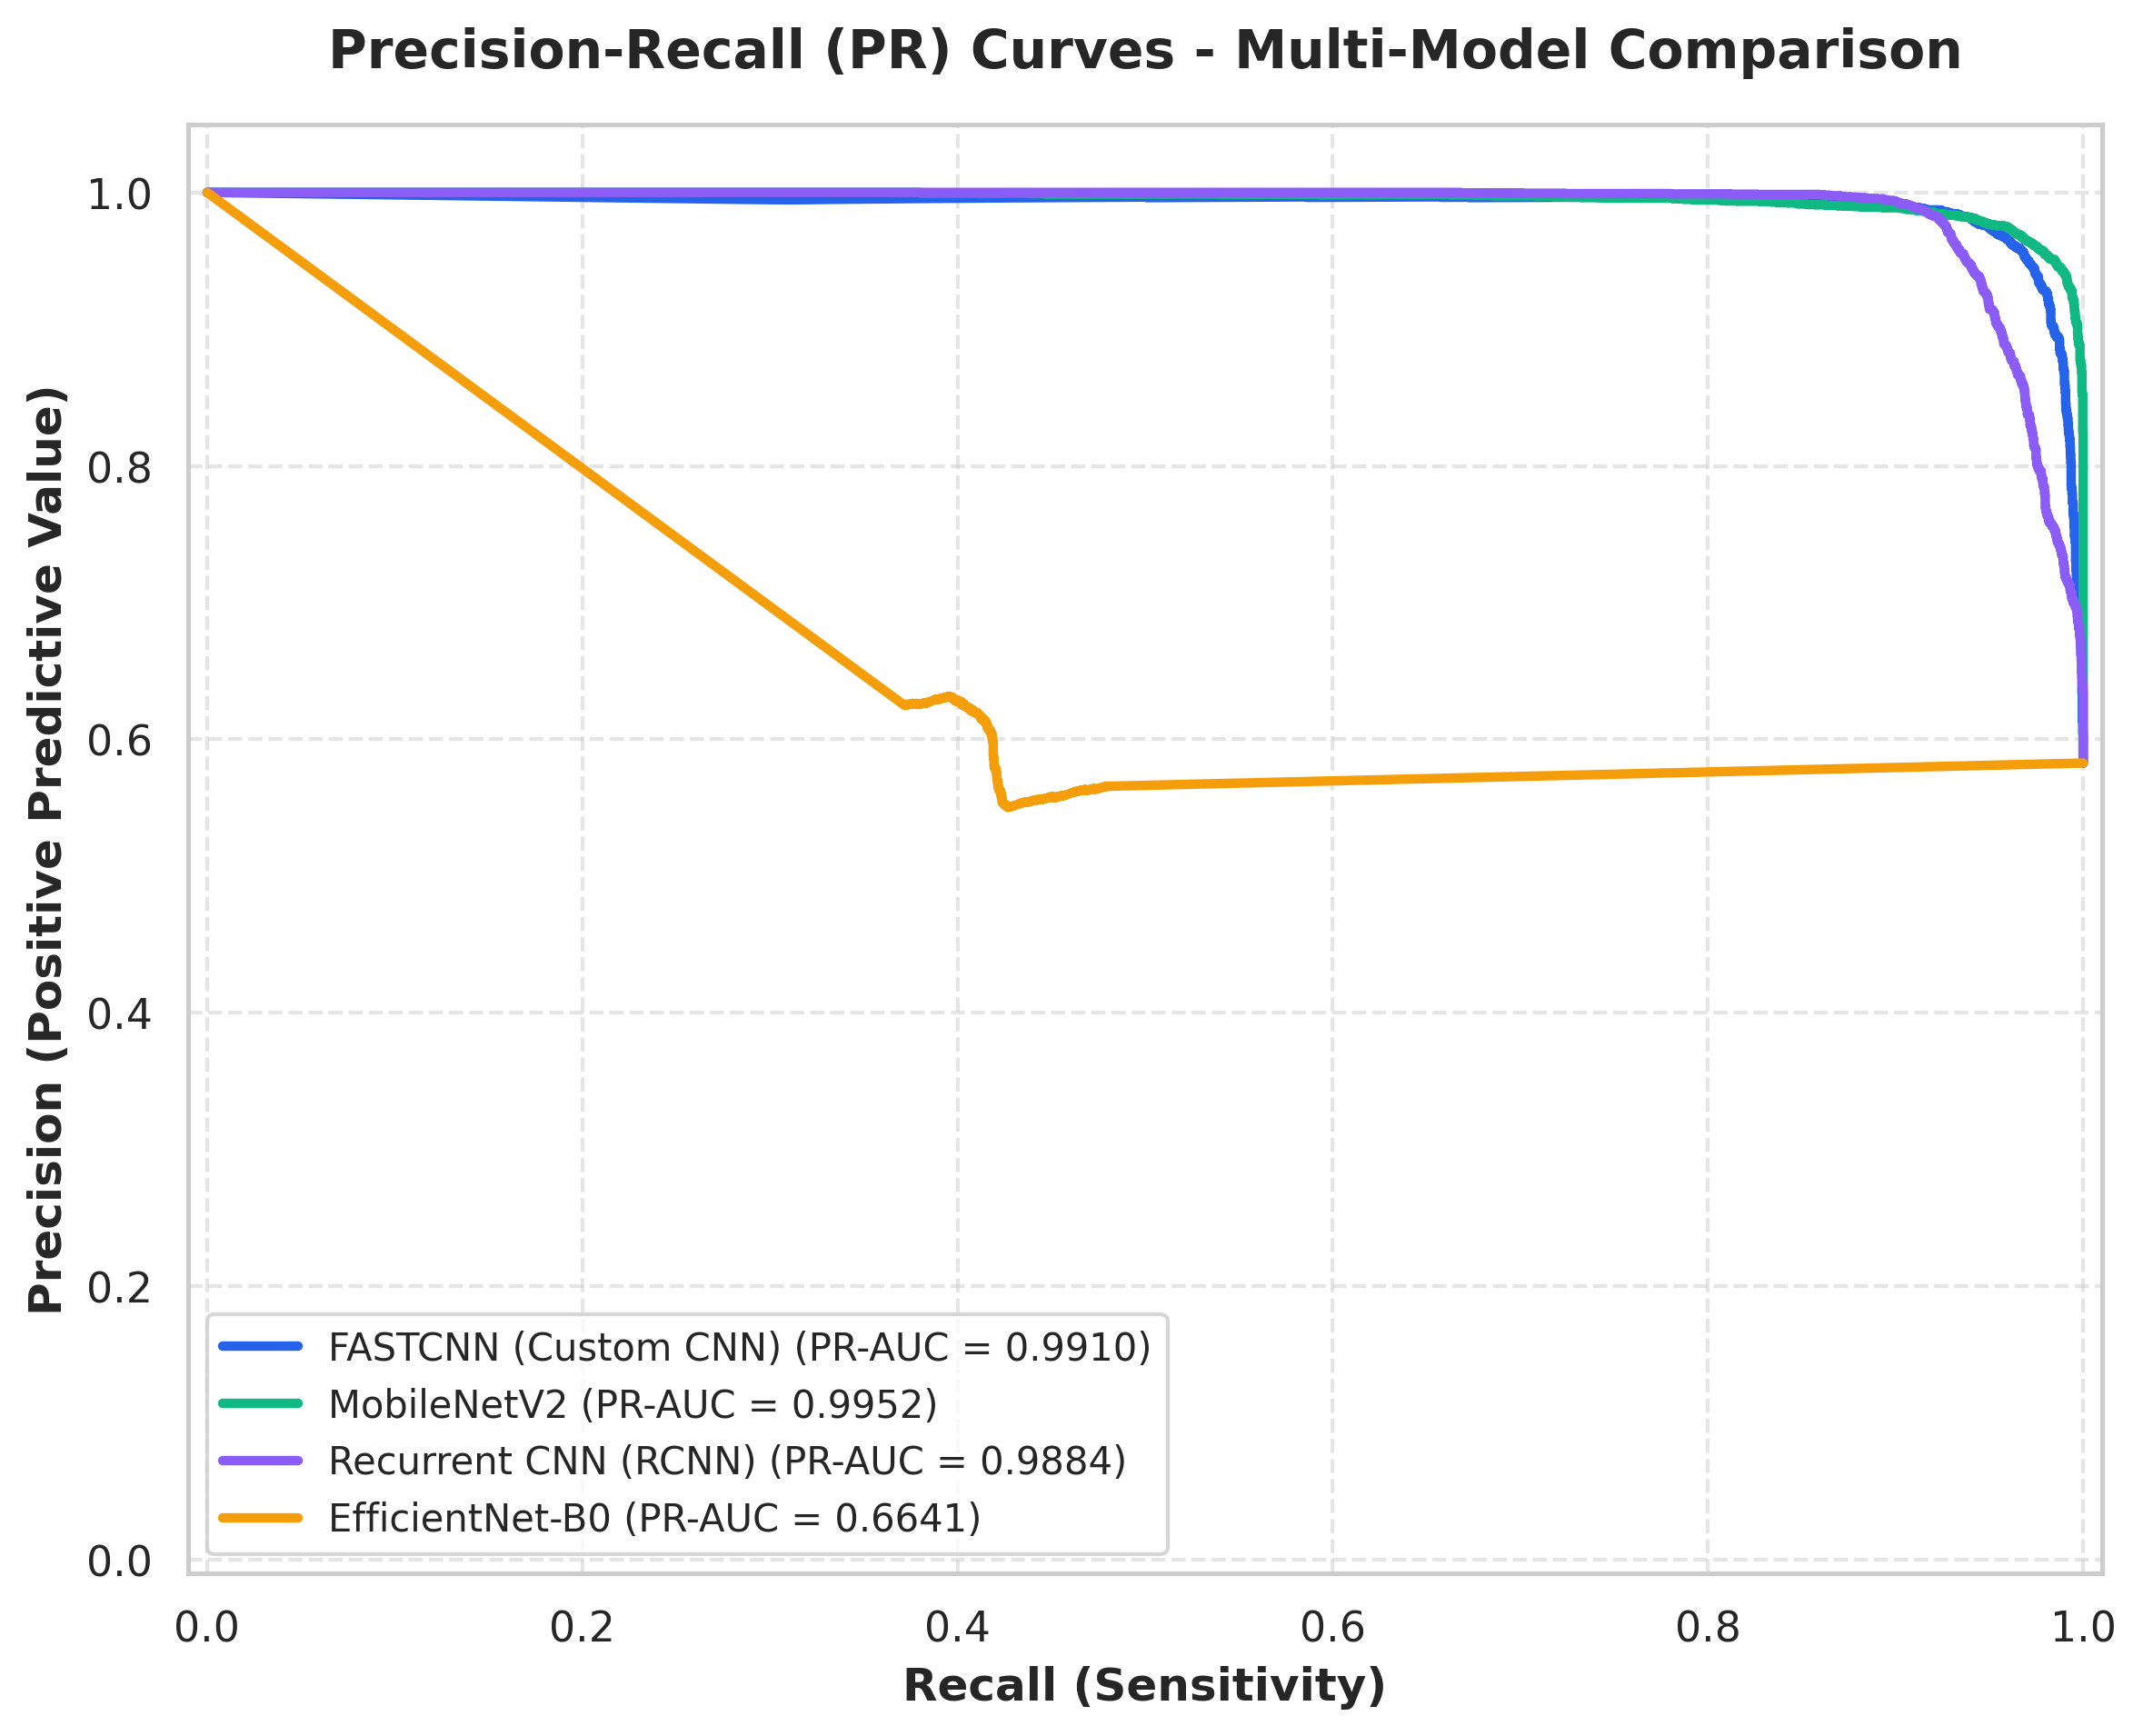 Precision-Recall (PR) Curves - Multi-Model Comparison
Precision (Positive Predictive Value)
1.0
0.8
0.6
0.4
0.2
0.0
FASTCNN (Custom CNN) (PR-AUC = 0.9910)
MobileNetV2 (PR-AUC = 0.9952)
Recurrent CNN (RCNN) (PR-AUC = 0.9884)
EfficientNet-B0 (PR-AUC = 0.6641)
0.0 0.2 0.4 0.6 0.8 1.0
Recall (Sensitivity)